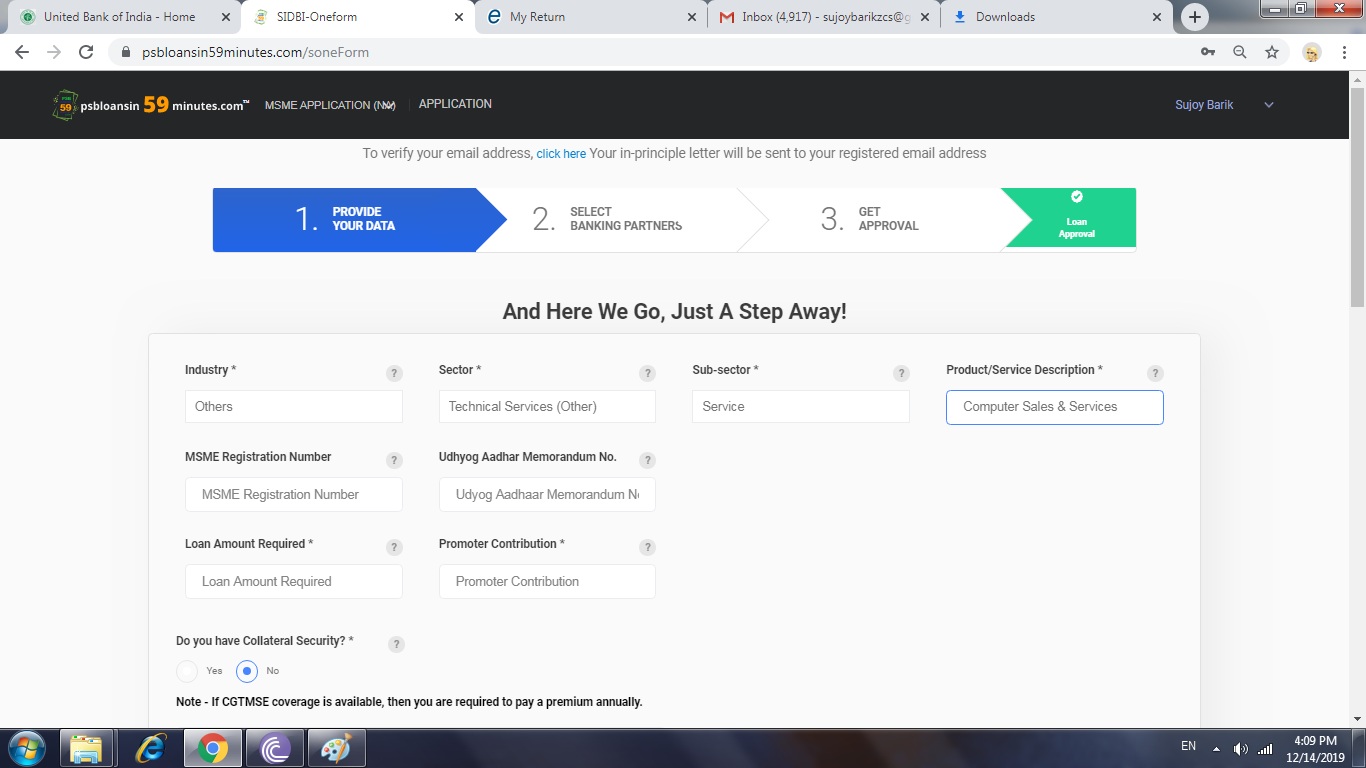 United Bank of India - Home
SIDBI-Oneform
My Return
Inbox (4,917) - sujoybarikzcs@g
Downloads
psbloansin59minutes.com/soneForm
psbloansin 59 minutes.com™
MSME APPLICATION (NW)
APPLICATION
Sujoy Barik
To verify your email address, click here Your in-principle letter will be sent to your registered email address
1. PROVIDE
YOUR DATA
2. SELECT
BANKING PARTNERS
3. GET
APPROVAL
Loan
Approval
And Here We Go, Just A Step Away!
Industry *
?
Sector *
?
Sub-sector *
?
Product/Service Description *
?
Others
Technical Services (Other)
Service
Computer Sales & Services
MSME Registration Number
?
Udhyog Aadhar Memorandum No.
?
MSME Registration Number
Udyog Aadhaar Memorandum N
Loan Amount Required *
?
Promoter Contribution *
?
Loan Amount Required
Promoter Contribution
Do you have Collateral Security? *
?
Yes
No
Note - If CGTMSE coverage is available, then you are required to pay a premium annually.
EN
4:09 PM
12/14/2019